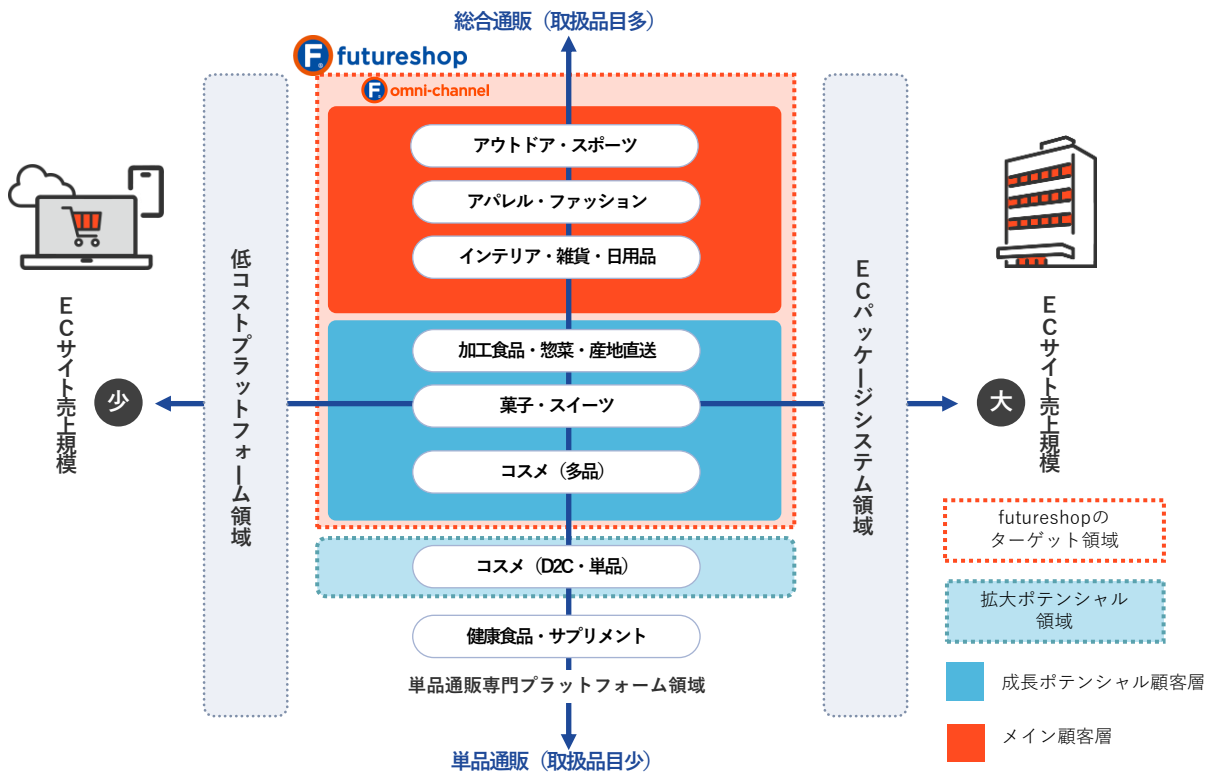 総合通販（取扱品目多）
F futureshop
F omni-channel
アウトドア・スポーツ
アパレル・ファッション
インテリア・雑貨・日用品
加工食品・惣菜・産地直送
菓子・スイーツ
コスメ（多品）
コスメ（D2C・単品）
健康食品・サプリメント
単品通販専門プラットフォーム領域
単品通販（取扱品目少）
ECサイト売上規模
少
低コストプラットフォーム領域
ECパッケージシステム領域
大
ECサイト売上規模
futureshopの
ターゲット領域
拡大ポテンシャル
領域
成長ポテンシャル顧客層
メイン顧客層